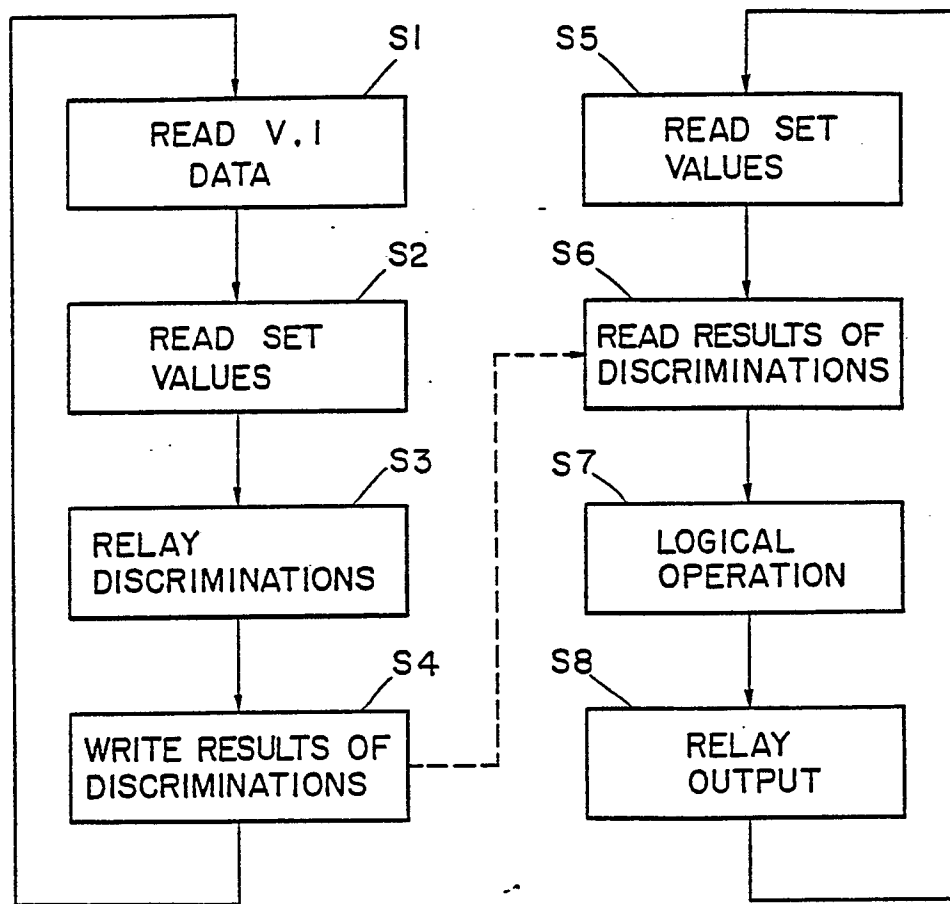 S1
READ V.I
DATA
S2
READ SET
VALUES
S3
RELAY
DISCRIMINATIONS
S4
WRITE RESULTS OF
DISCRIMINATIONS
S5
READ SET
VALUES
S6
READ RESULTS OF
DISCRIMINATIONS
S7
LOGICAL
OPERATION
S8
RELAY
OUTPUT